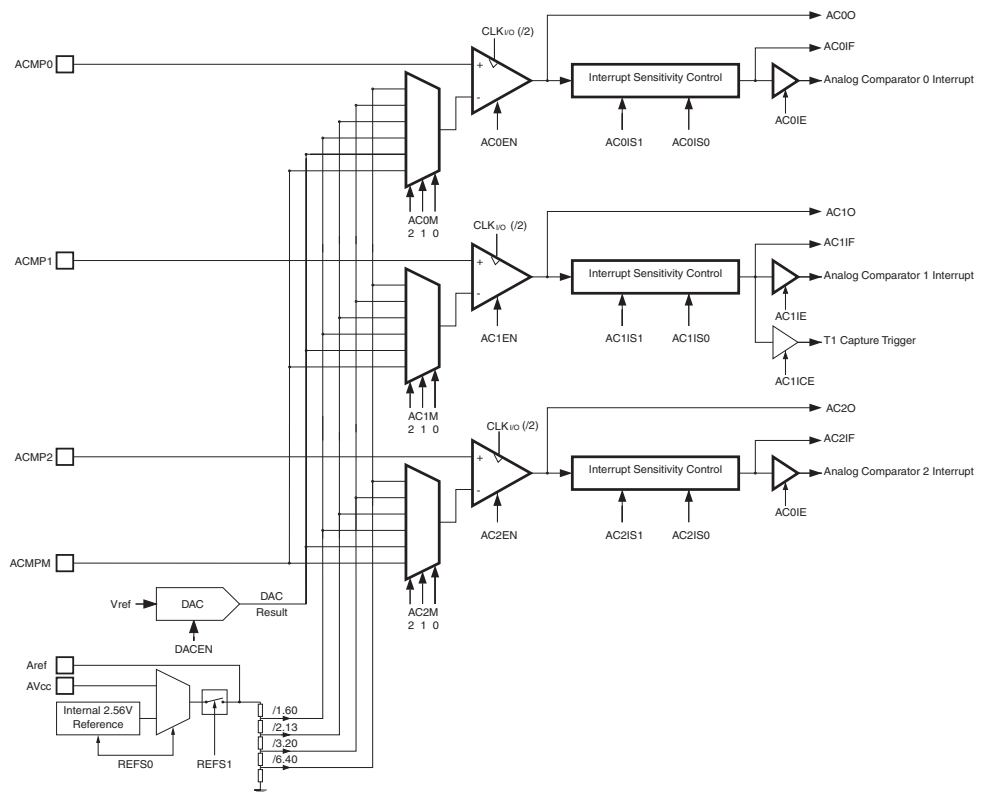 CLKI/O (/2)
AC0O
AC0IF
ACMP0
+
-
Interrupt Sensitivity Control
Analog Comparator 0 Interrupt
AC0IE
AC0EN
AC0IS1
AC0IS0
AC0M
2 1 0
CLKI/O (/2)
AC1O
AC1IF
ACMP1
+
-
Interrupt Sensitivity Control
Analog Comparator 1 Interrupt
AC1IE
AC1EN
AC1IS1
AC1IS0
T1 Capture Trigger
AC1ICE
AC1M
2 1 0
CLKI/O (/2)
AC2O
AC2IF
ACMP2
+
-
Interrupt Sensitivity Control
Analog Comparator 2 Interrupt
AC0IE
AC2EN
AC2IS1
AC2IS0
ACMPM
AC2M
2 1 0
Vref
DAC
DAC
Result
DACEN
Aref
AVcc
Internal 2.56V
Reference
/1.60
/2.13
/3.20
/6.40
REFS0
REFS1